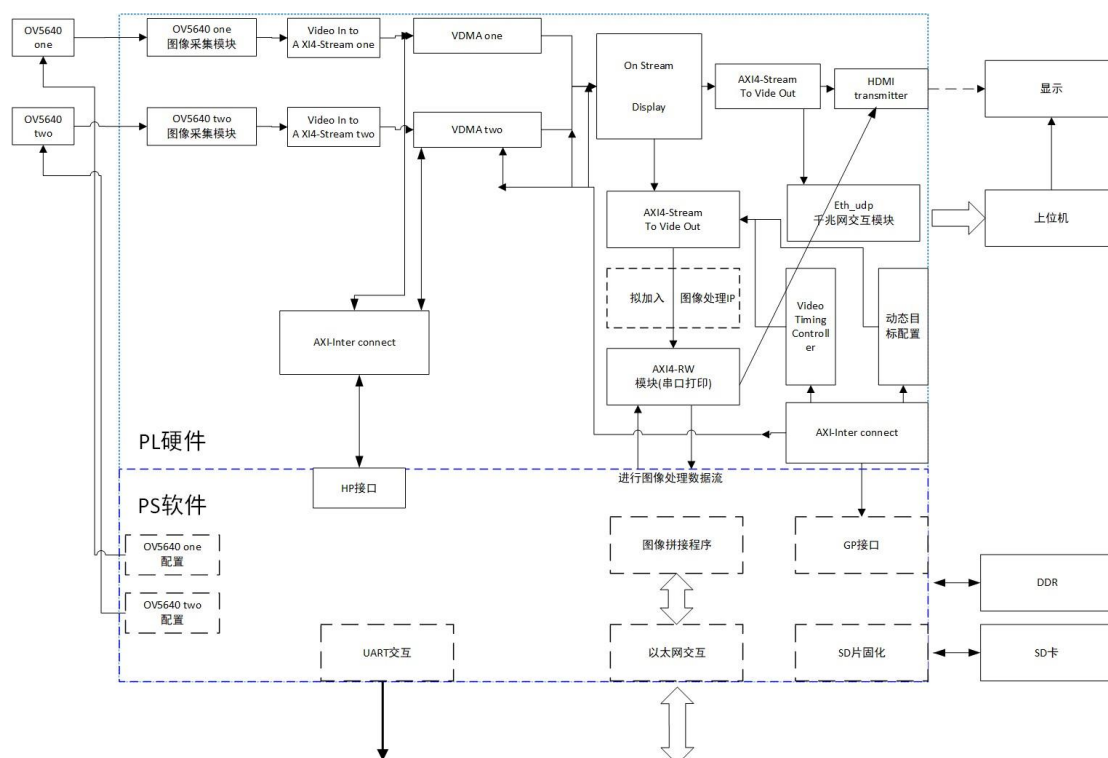 OV5640
one
OV5640 one
图像采集模块
Video In to
A XI4-Stream one
VDMA one
On Stream
Display
AXI4-Stream
To Vide Out
HDMI
transmitter
显示
OV5640
two
OV5640 two
图像采集模块
Video In to
A XI4-Stream two
VDMA two
AXI4-Stream
To Vide Out
Eth_udp
千兆网交互模块
上位机
拟加入
图像处理IP
Video
Timing
Controll
er
动态目
标配置
AXI-Inter connect
AXI4-RW
模块(串口打印)
AXI-Inter connect
PL硬件
HP接口
进行图像处理数据流
PS软件
OV5640 one
配置
图像拼接程序
GP接口
DDR
OV5640 two
配置
UART交互
以太网交互
SD片固化
SD卡